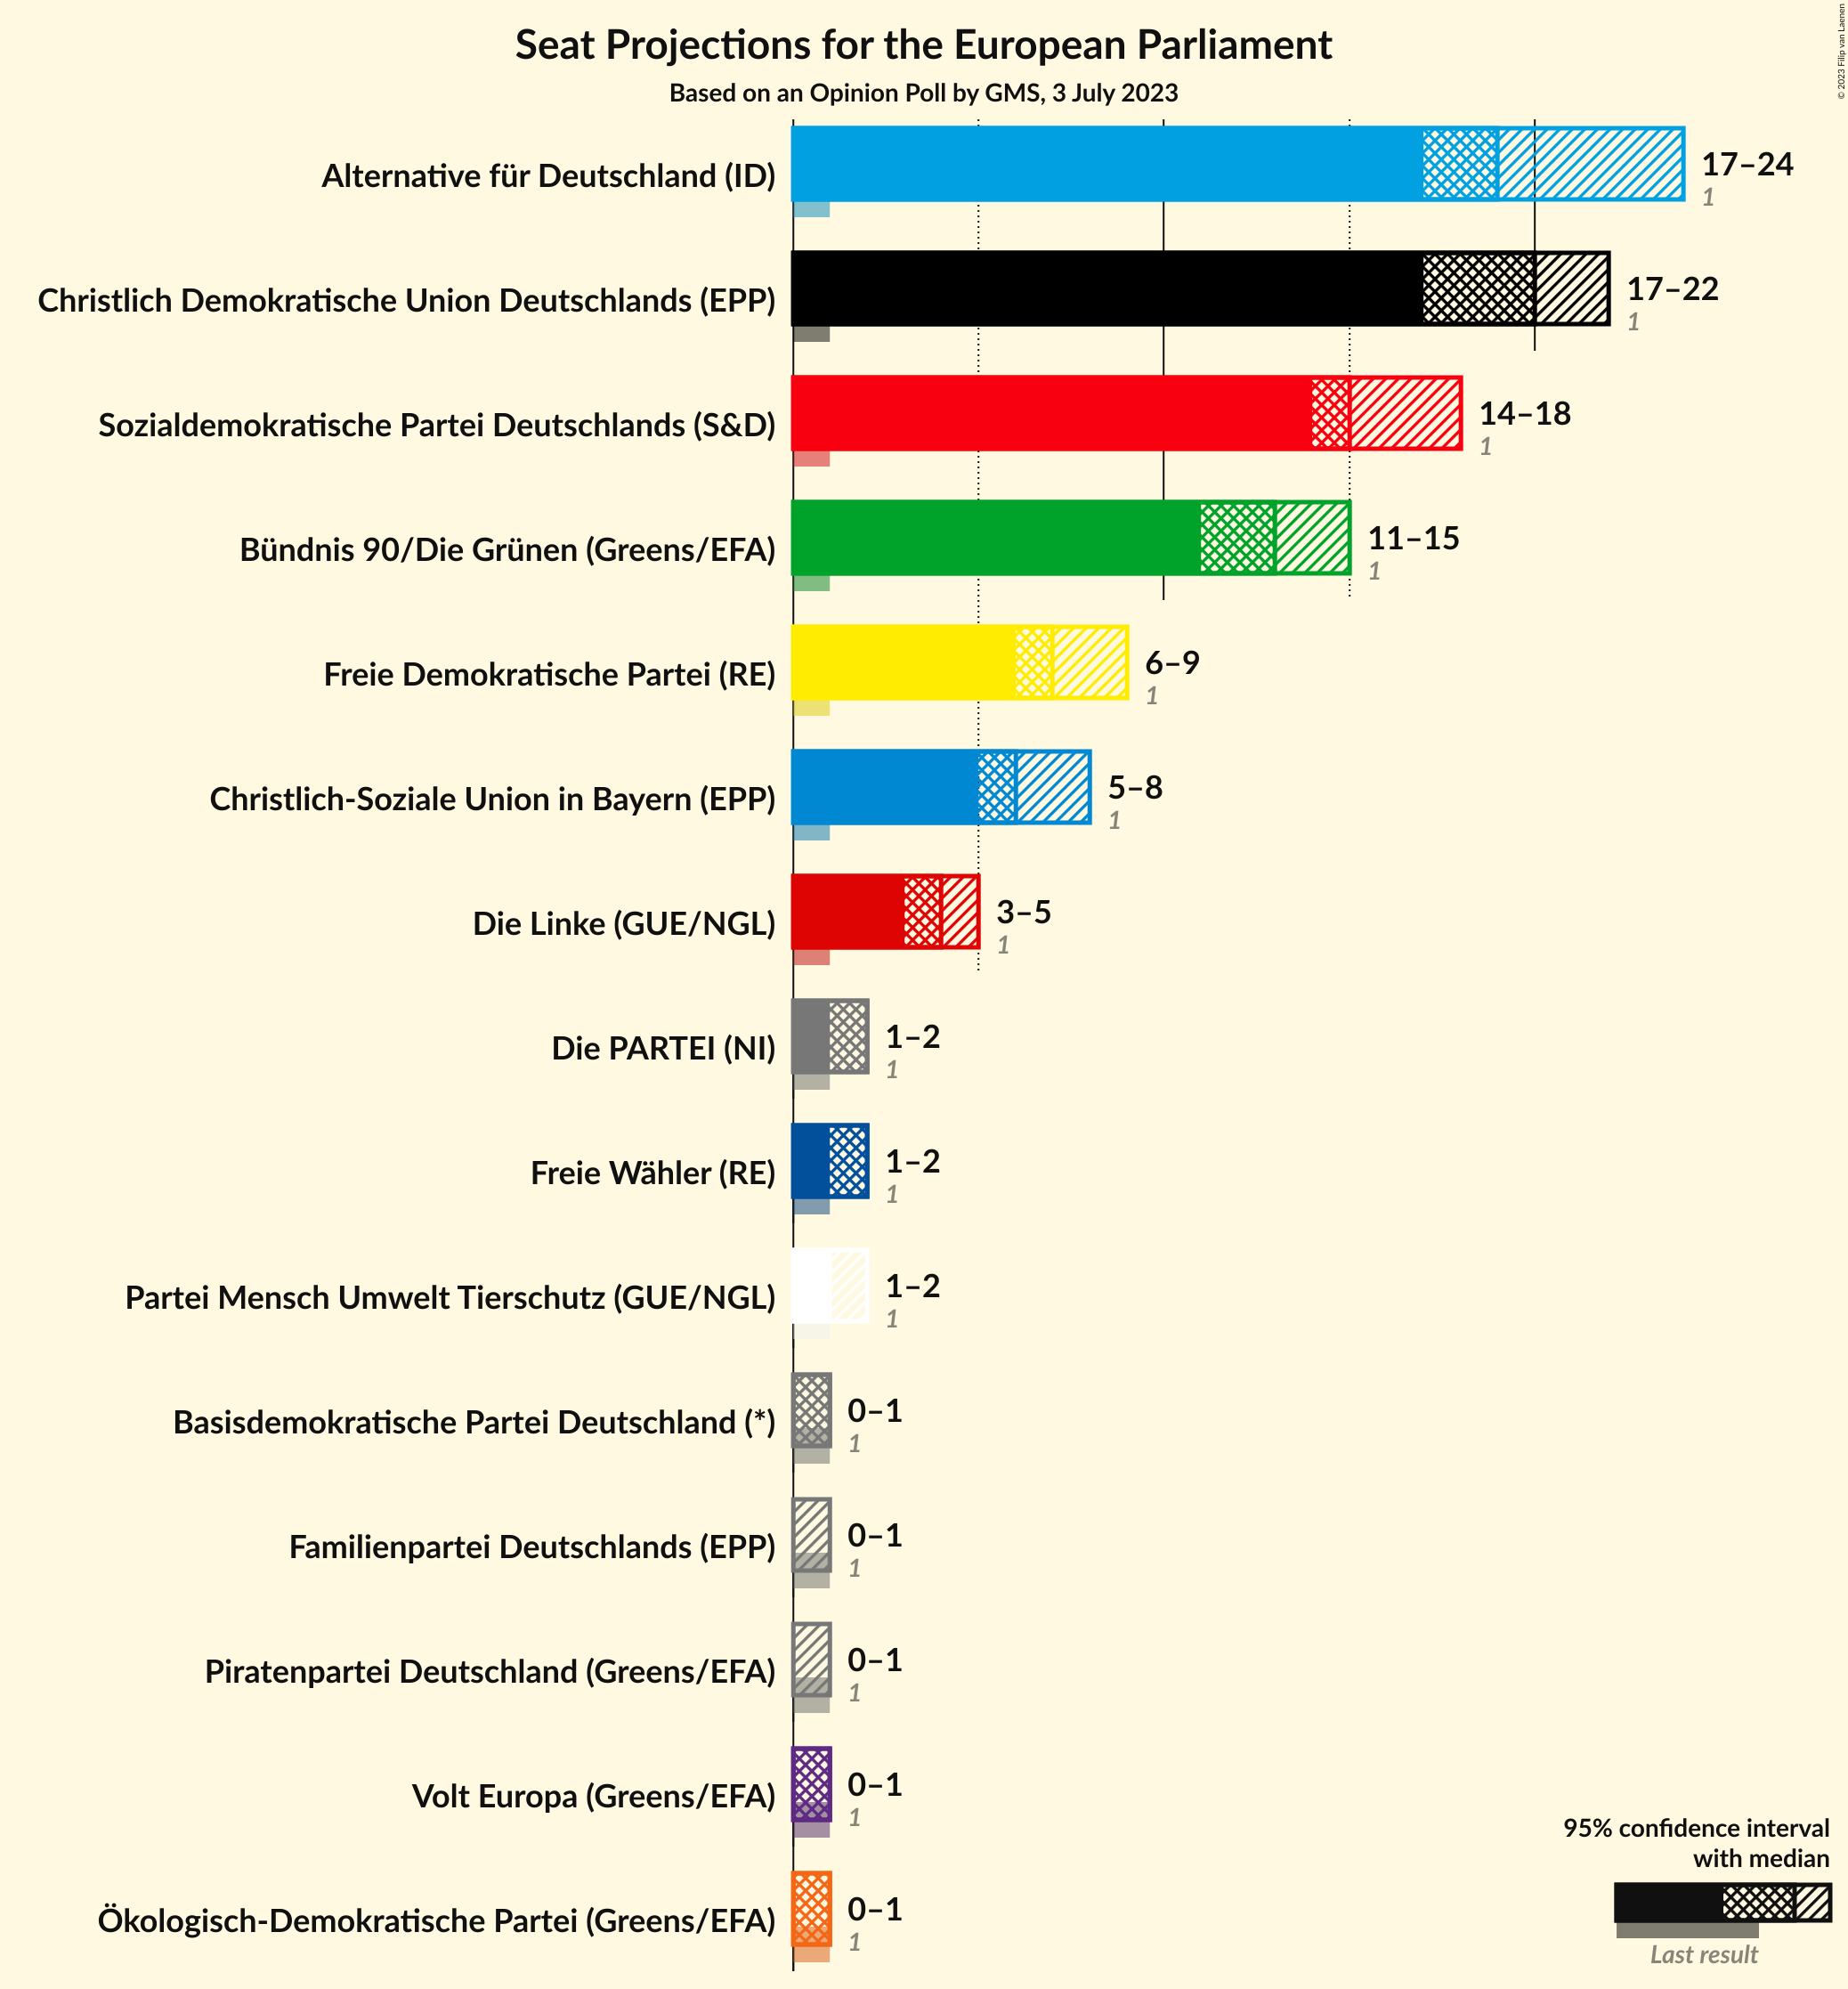 Seat Projections for the European Parliament
Based on an Opinion Poll by GMS, 3 July 2023
© 2023 Filip van Laenen
Alternative für Deutschland (ID)
17–24
1
Christlich Demokratische Union Deutschlands (EPP)
17–22
1
Sozialdemokratische Partei Deutschlands (S&D)
14–18
1
Bündnis 90/Die Grünen (Greens/EFA)
11–15
1
Freie Demokratische Partei (RE)
6–9
1
Christlich-Soziale Union in Bayern (EPP)
5–8
1
Die Linke (GUE/NGL)
3–5
1
Die PARTEI (NI)
1–2
1
Freie Wähler (RE)
1–2
1
Partei Mensch Umwelt Tierschutz (GUE/NGL)
1–2
1
Basisdemokratische Partei Deutschland (*)
0–1
1
Familienpartei Deutschlands (EPP)
0–1
1
Piratenpartei Deutschland (Greens/EFA)
0–1
1
Volt Europa (Greens/EFA)
0–1
1
Ökologisch-Demokratische Partei (Greens/EFA)
0–1
1
95% confidence interval
with median
Last result